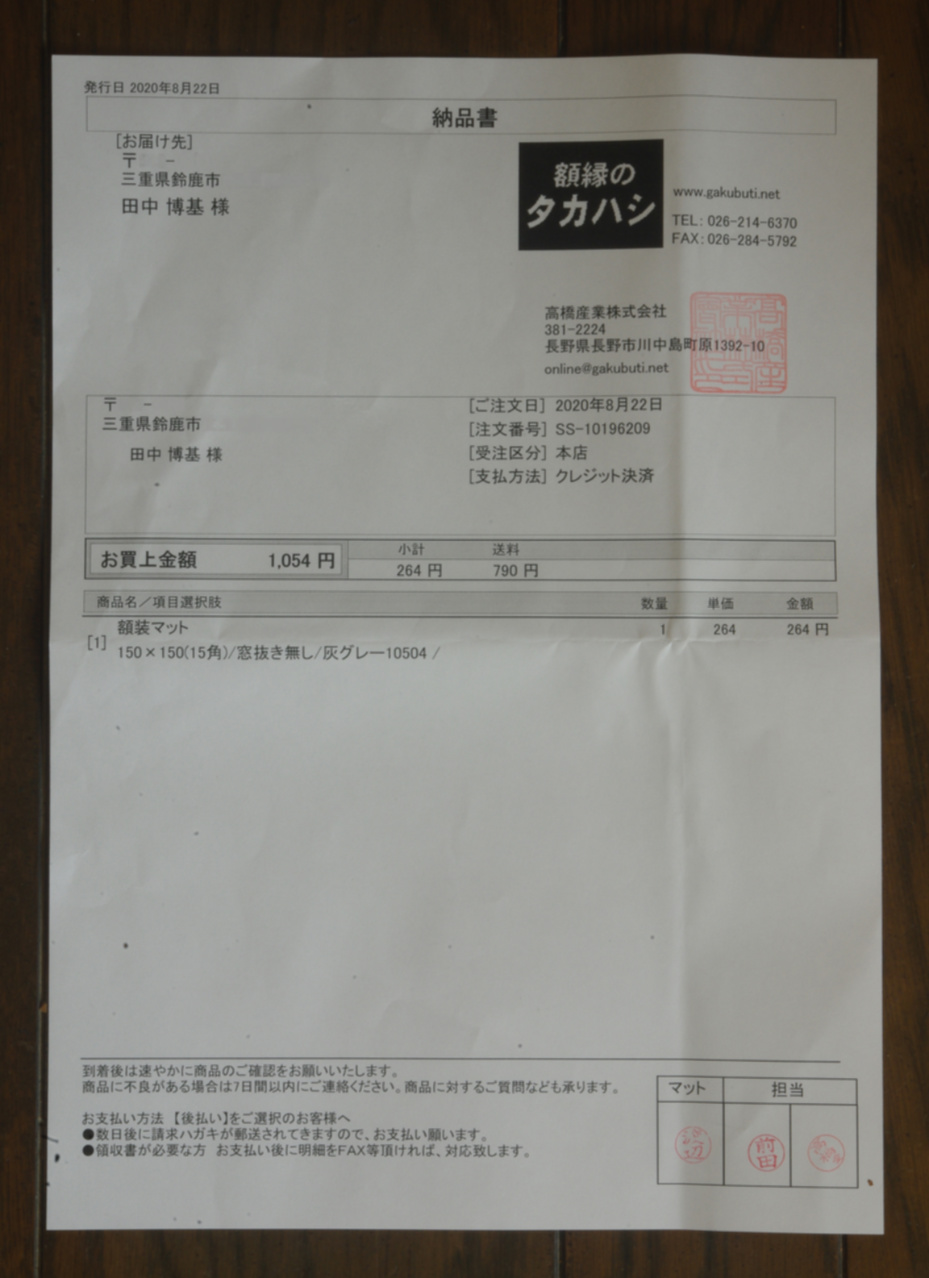 発行日 2020年8月22日
納品書
[お届け先]
〒　－
三重県鈴鹿市
田中 博基 様
額縁の
タカハシ
www.gakubuti.net
TEL: 026-214-6370
FAX: 026-284-5792
高橋産業株式会社
381-2224
長野県長野市川中島町原1392-10
online@gakubuti.net
〒　－
三重県鈴鹿市
田中 博基 様
[ご注文日] 2020年8月22日
[注文番号] SS-10196209
[受注区分] 本店
[支払方法] クレジット決済
お買上金額 1,054 円
小計 送料
264 円 790 円
商品名／項目選択肢 数量 単価 金額
[1] 額装マット 1 264 264 円
150×150(15角)/窓抜き無し/灰グレー10504 /
到着後は速やかに商品のご確認をお願いいたします。
商品に不良がある場合は7日間以内にご連絡ください。商品に対するご質問なども承ります。
お支払い方法 【後払い】をご選択のお客様へ
●数日後に請求ハガキが郵送されてきますので、お支払い願います。
●領収書が必要な方 お支払い後に明細をFAX等頂ければ、対応致します。
マット 担当
前田